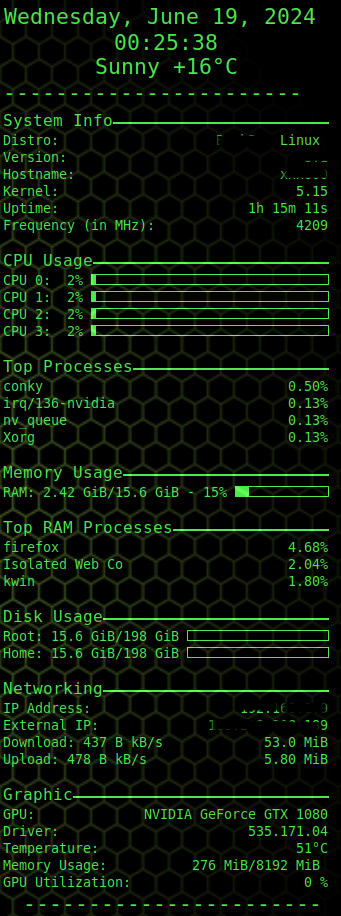 Wednesday, June 19, 2024
00:25:38
Sunny +16°C
- - - - - - - - - - - - - - - - - - - - - - -
System Info
Distro: Linux
Version:
Hostname:
Kernel: 5.15
Uptime: 1h 15m 11s
Frequency (in MHz): 4209
CPU Usage
CPU 0: 2%
CPU 1: 2%
CPU 2: 2%
CPU 3: 2%
Top Processes
conky 0.50%
irq/136-nvidia 0.13%
nv_queue 0.13%
Xorg 0.13%
Memory Usage
RAM: 2.42 GiB/15.6 GiB - 15%
Top RAM Processes
firefox 4.68%
Isolated Web Co 2.04%
kwin 1.80%
Disk Usage
Root: 15.6 GiB/198 GiB
Home: 15.6 GiB/198 GiB
Networking
IP Address:
External IP:
Download: 437 B kB/s 53.0 MiB
Upload: 478 B kB/s 5.80 MiB
Graphic
GPU: NVIDIA GeForce GTX 1080
Driver: 535.171.04
Temperature: 51°C
Memory Usage: 276 MiB/8192 MiB
GPU Utilization: 0 %
- - - - - - - - - - - - - - - - - - - - - - -